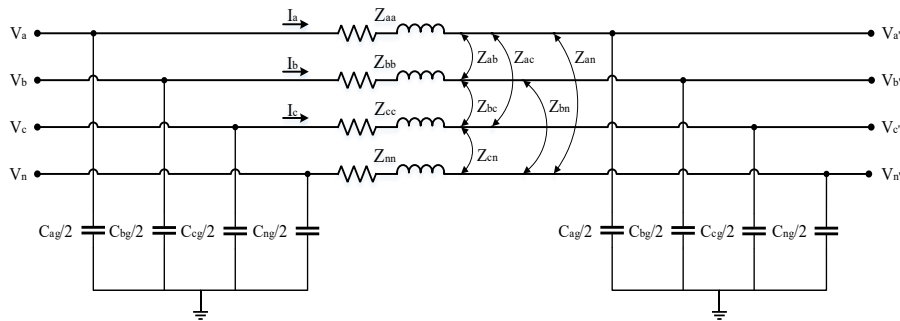 Va Ia Zaa Va'
Zab Zac Zan
Vb Ib Zbb Vb'
Zbc Zbn
Vc Ic Zcc Vc'
Zcn
Vn Znn Vn'
Cag/2 Cbg/2 Ccg/2 Cng/2 Cag/2 Cbg/2 Ccg/2 Cng/2